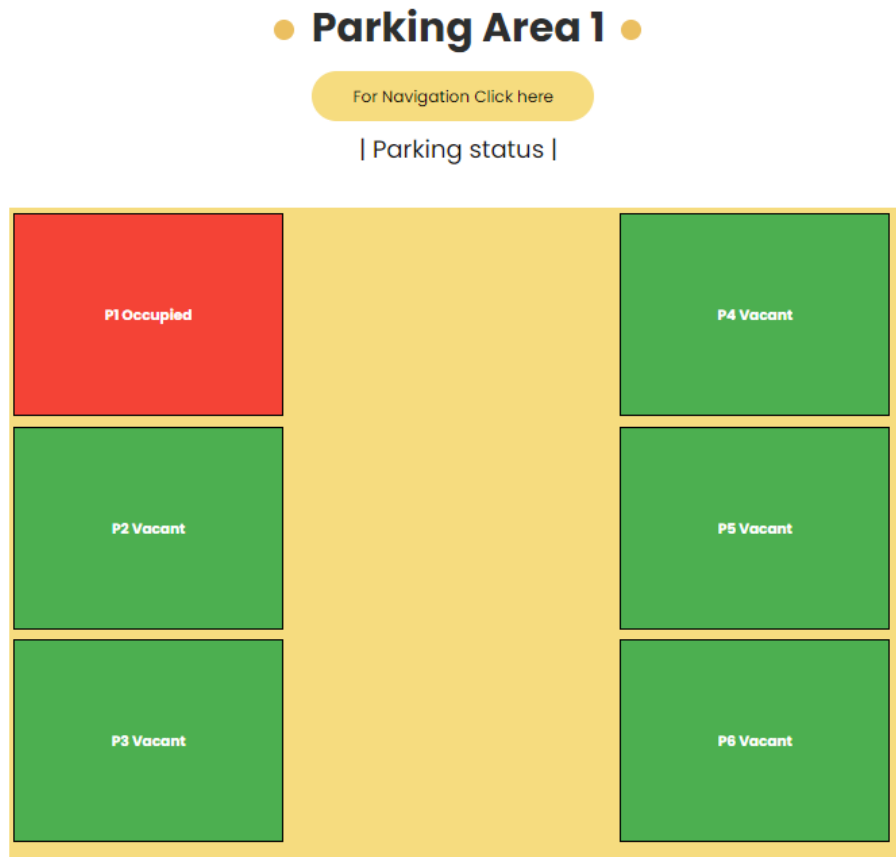 Parking Area 1
For Navigation Click here
| Parking status |
P1 Occupied
P4 Vacant
P2 Vacant
P5 Vacant
P3 Vacant
P6 Vacant